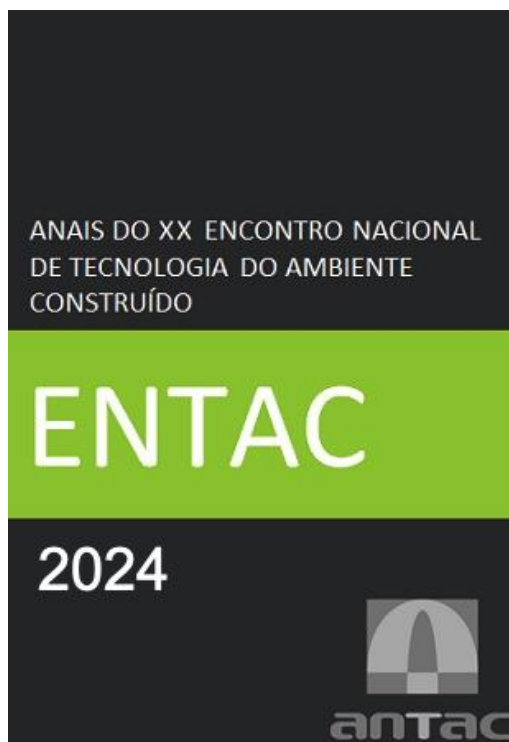 ANAIS DO XX ENCONTRO NACIONAL
DE TECNOLOGIA DO AMBIENTE
CONSTRUÍDO
ENTAC
2024
anTac